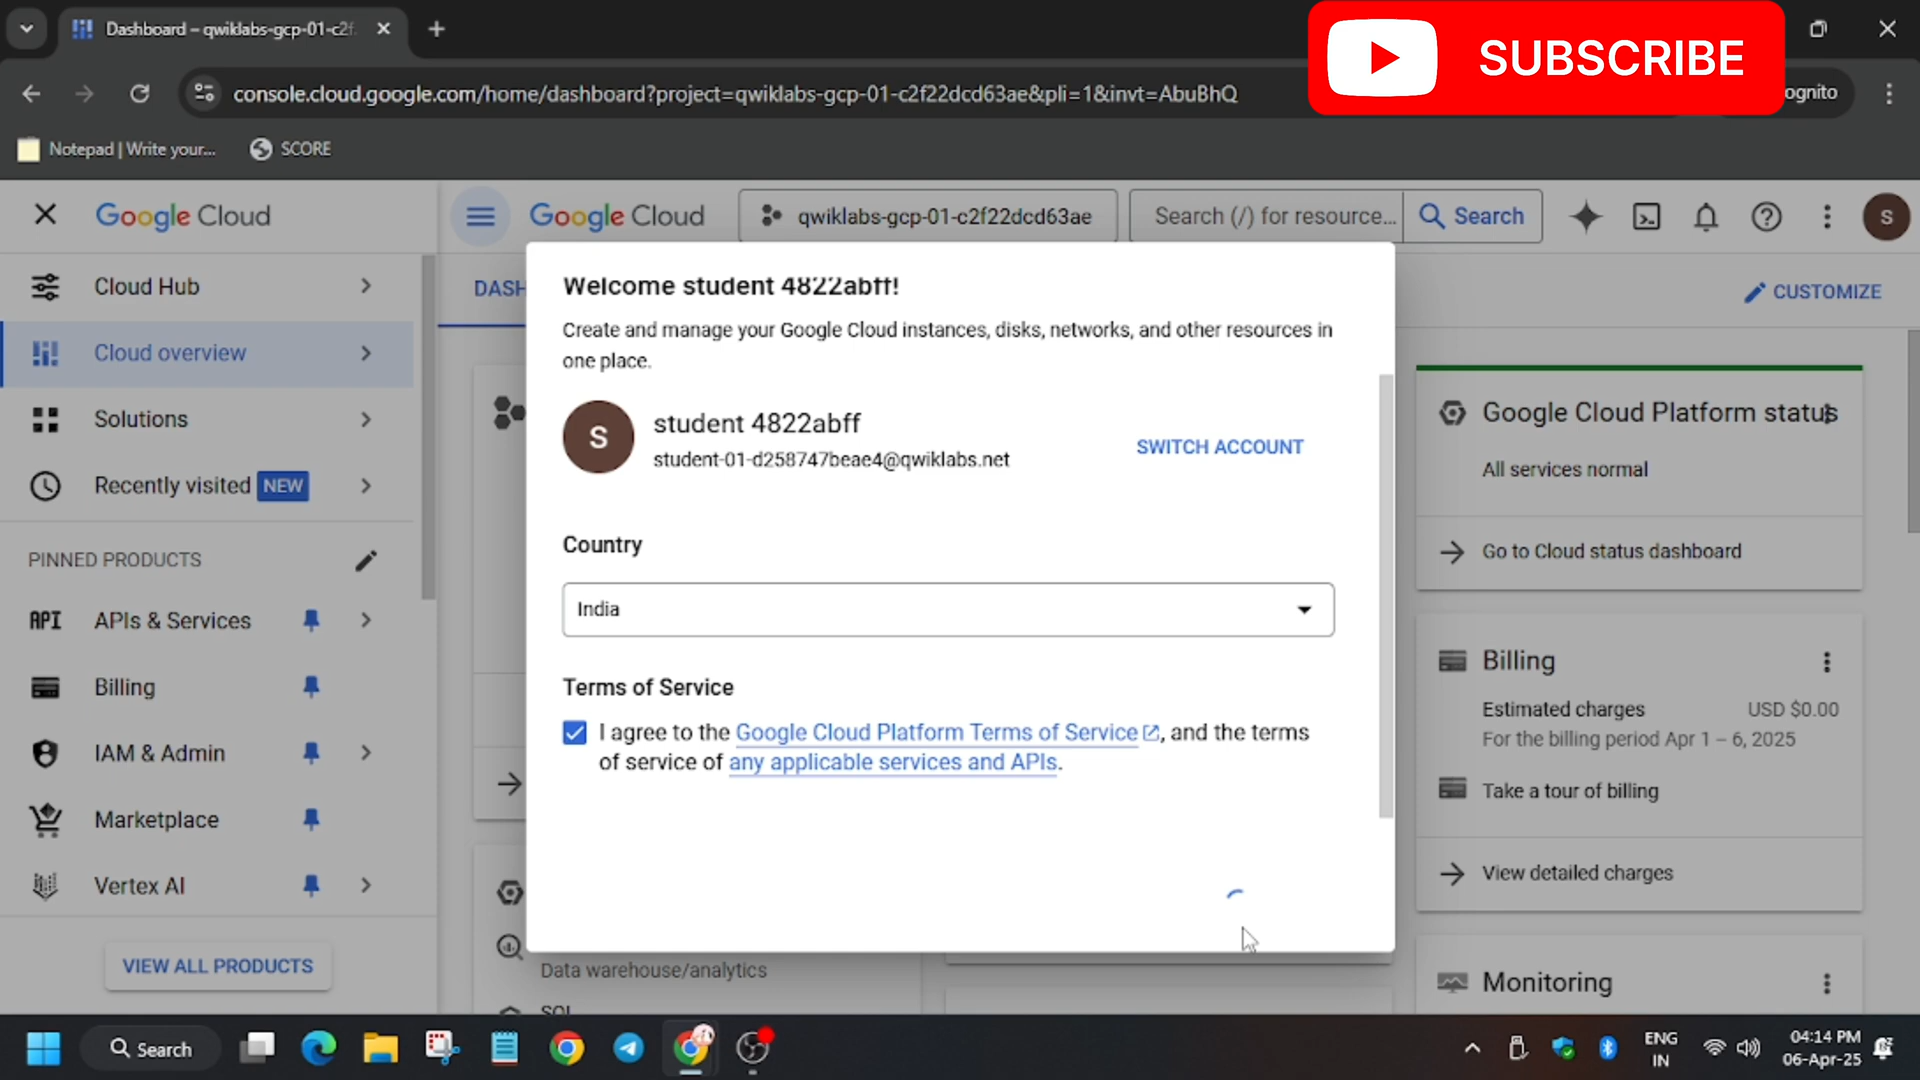 Dashboard – qwiklabs-gcp-01-c2f
SUBSCRIBE
console.cloud.google.com/home/dashboard?project=qwiklabs-gcp-01-c2f22dcd63ae&pli=1&invt=AbuBhQ
ognito
Notepad | Write your...
SCORE
Google Cloud
Google Cloud
qwiklabs-gcp-01-c2f22dcd63ae
Search (/) for resource...
Search
S
Cloud Hub
Cloud overview
Solutions
Recently visited NEW
PINNED PRODUCTS
API APIs & Services
Billing
IAM & Admin
Marketplace
Vertex AI
VIEW ALL PRODUCTS
DASH
CUSTOMIZE
Welcome student 4822abff!
Create and manage your Google Cloud instances, disks, networks, and other resources in
one place.
S
student 4822abff
student-01-d258747beae4@qwiklabs.net
SWITCH ACCOUNT
Country
India
Terms of Service
I agree to the Google Cloud Platform Terms of Service, and the terms
of service of any applicable services and APIs.
Data warehouse/analytics
SQL
Google Cloud Platform status
All services normal
Go to Cloud status dashboard
Billing
Estimated charges USD $0.00
For the billing period Apr 1 – 6, 2025
Take a tour of billing
View detailed charges
Monitoring
Search
ENG
IN
04:14 PM
06-Apr-25